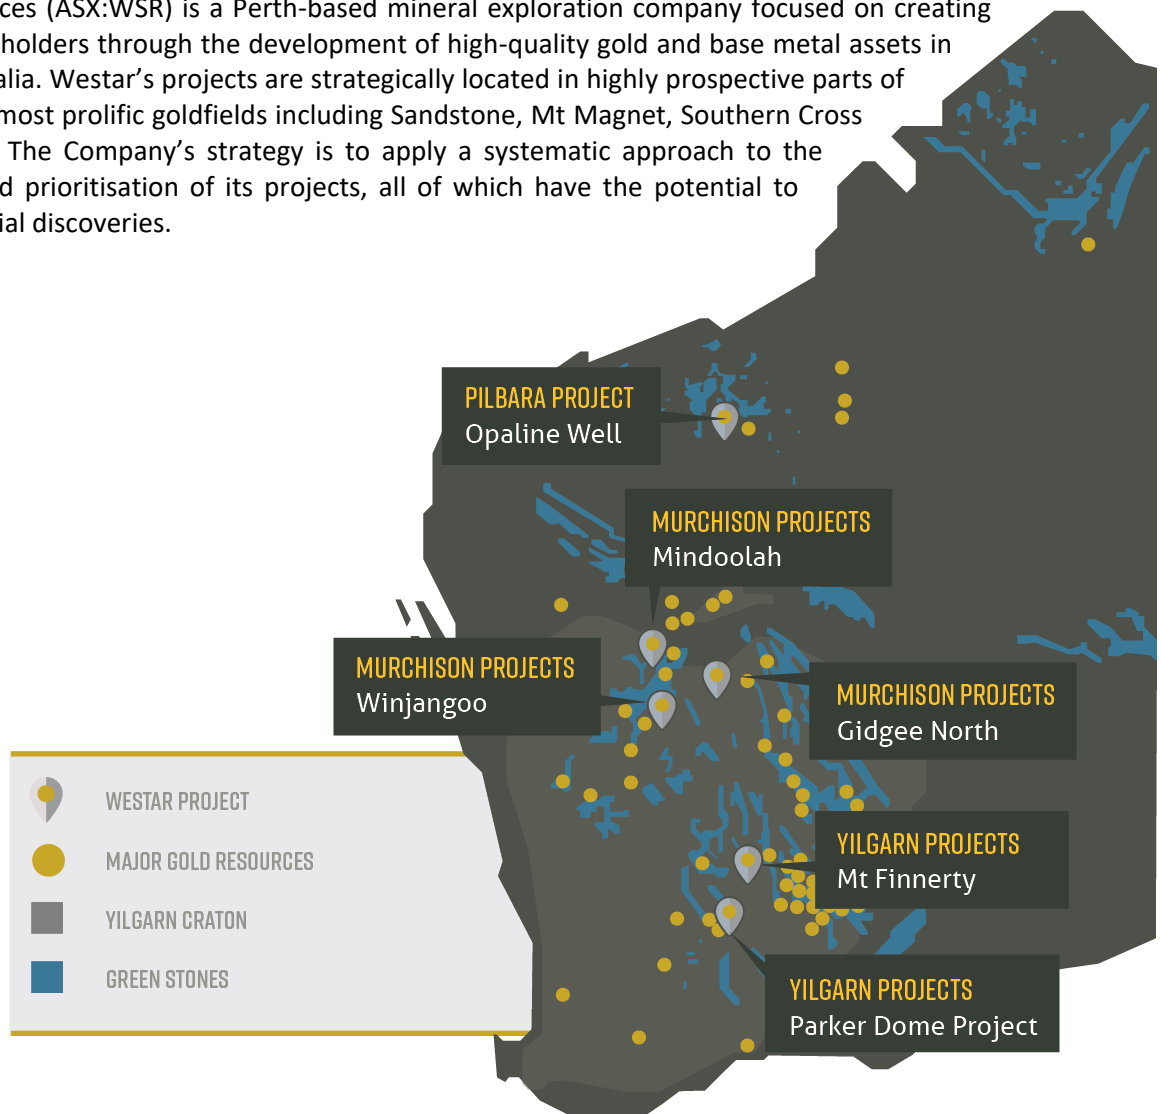 ces (ASX:WSR) is a Perth-based mineral exploration company focused on creating
holders through the development of high-quality gold and base metal assets in
alia. Westar’s projects are strategically located in highly prospective parts of
most prolific goldfields including Sandstone, Mt Magnet, Southern Cross
The Company’s strategy is to apply a systematic approach to the
d prioritisation of its projects, all of which have the potential to
ial discoveries.
PILBARA PROJECT
Opaline Well
MURCHISON PROJECTS
Mindoolah
MURCHISON PROJECTS
Winjangoo
MURCHISON PROJECTS
Gidgee North
YILGARN PROJECTS
Mt Finnerty
YILGARN PROJECTS
Parker Dome Project
WESTAR PROJECT
MAJOR GOLD RESOURCES
YILGARN CRATON
GREEN STONES